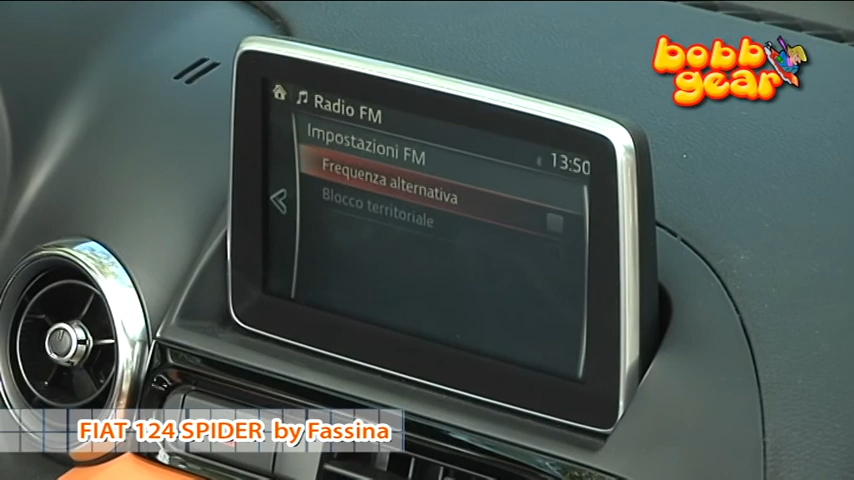 bobb
gear
Radio FM
13:50
Impostazioni FM
Frequenza alternativa
Blocco territoriale
FIAT 124 SPIDER by Fassina